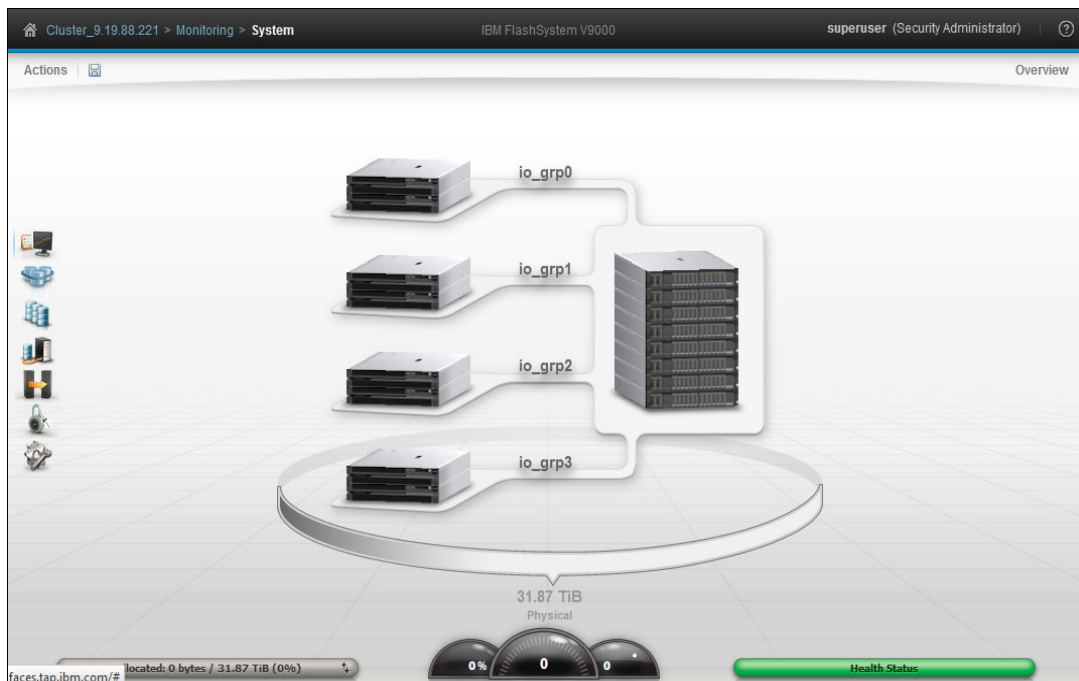 Cluster_9.19.88.221 > Monitoring > System
IBM FlashSystem V9000
superuser (Security Administrator)
?
Actions
Overview
io_grp0
io_grp1
io_grp2
io_grp3
31.87 TiB
Physical
located: 0 bytes / 31.87 TiB (0%)
0%
0
0
Health Status
faces.tap.ibm.com/#